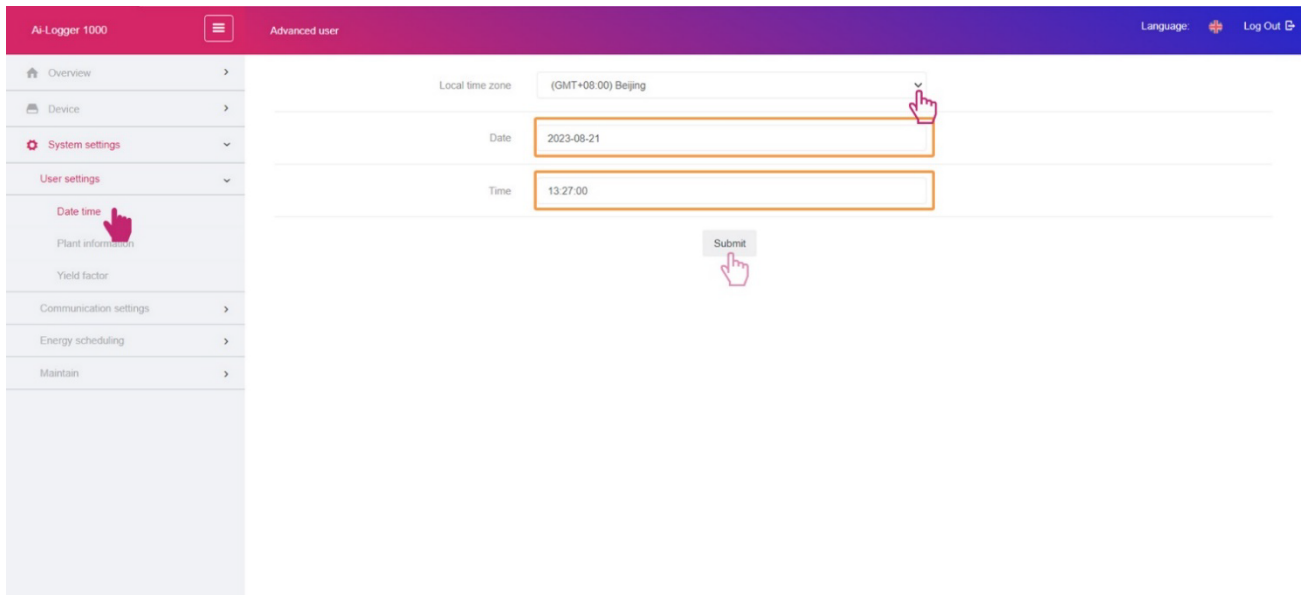 Ai-Logger 1000
Advanced user
Language:
Log Out
Overview
Device
System settings
User settings
Date time
Plant information
Yield factor
Communication settings
Energy scheduling
Maintain
Local time zone
(GMT+08:00) Beijing
Date
2023-08-21
Time
13:27:00
Submit